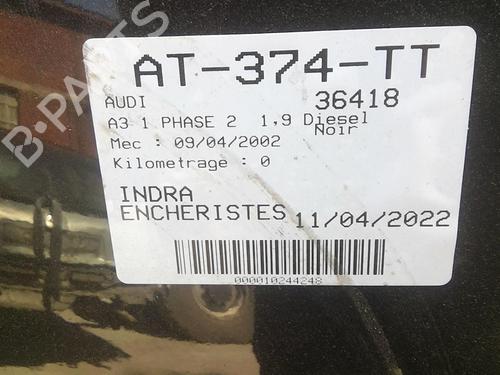 AT-374-TT
AUDI 36418
A3 1 PHASE 2 1,9 Diesel
Noir
Mec : 09/04/2002
Kilometrage : 0
INDRA
ENCHERISTES 11/04/2022
000010244248
B-PARTS